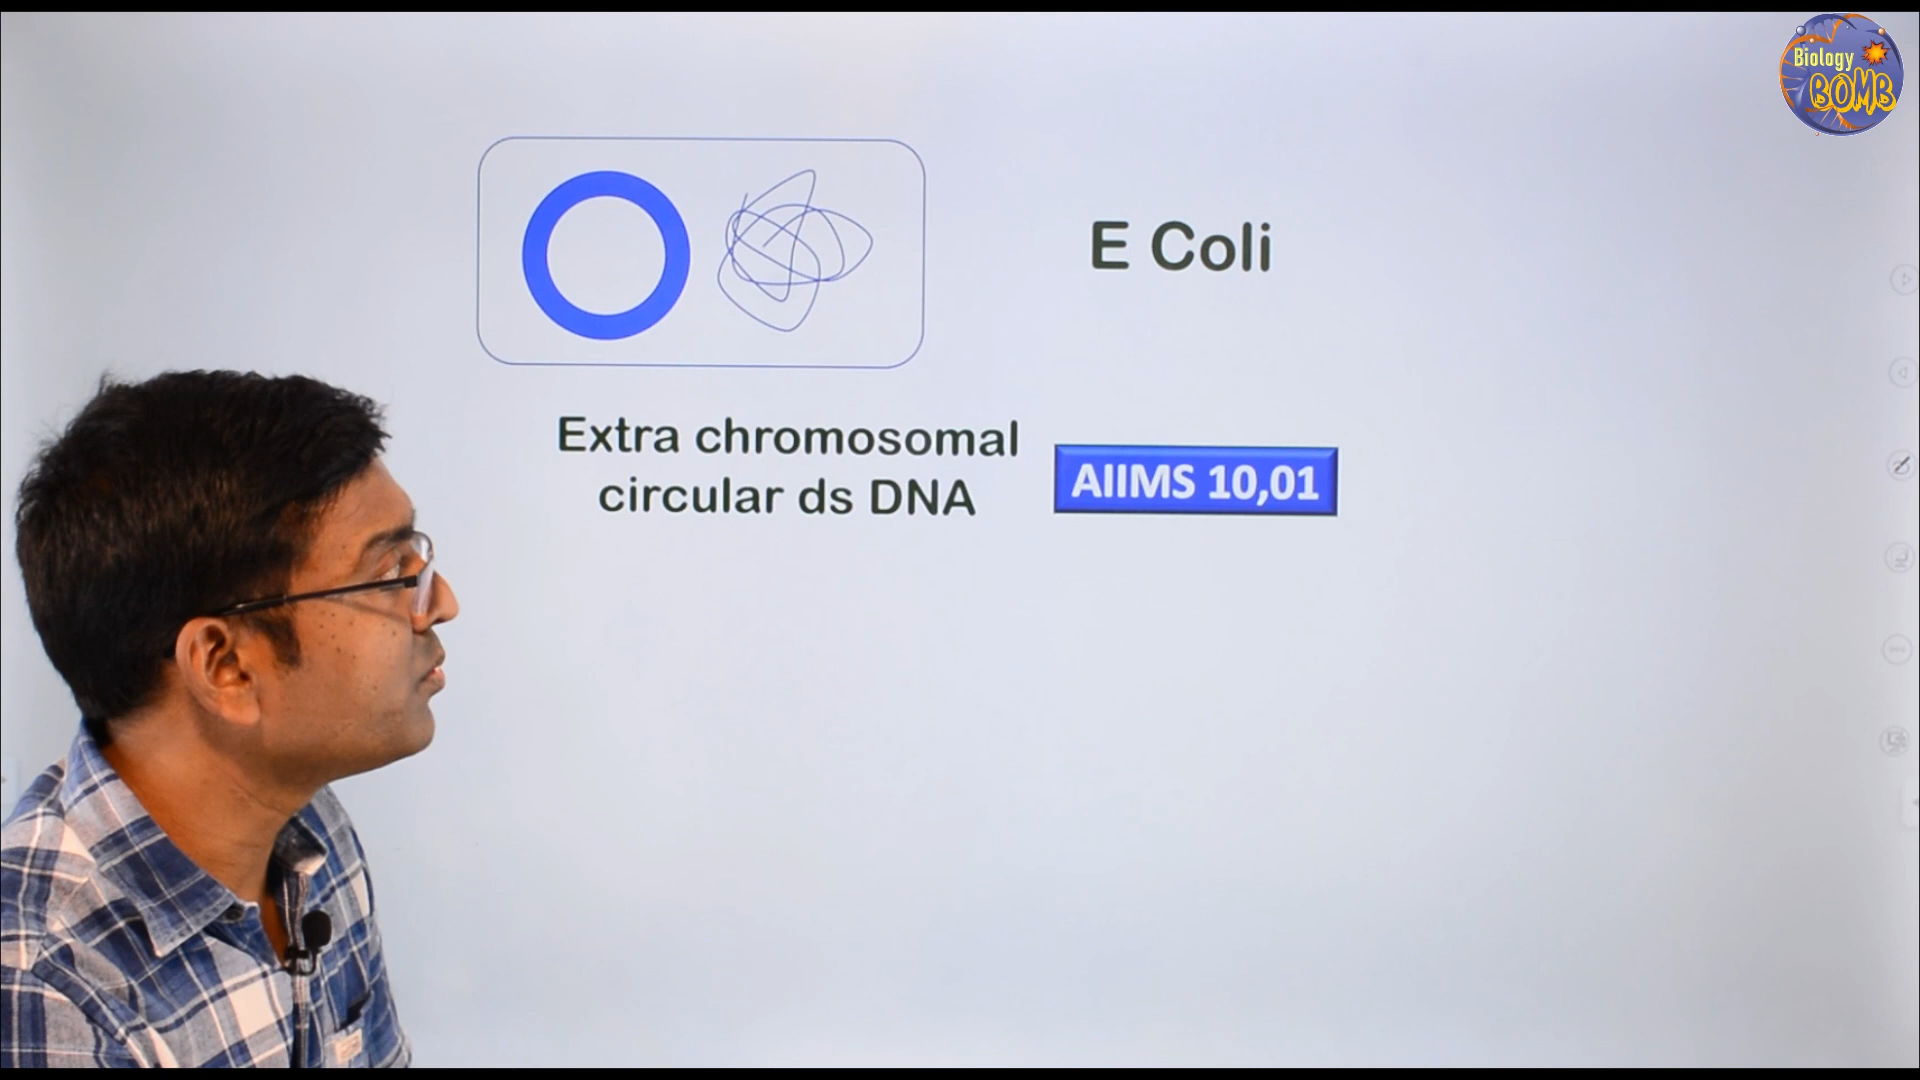 Biology
BOMB
E Coli
Extra chromosomal
circular ds DNA
AIIMS 10,01